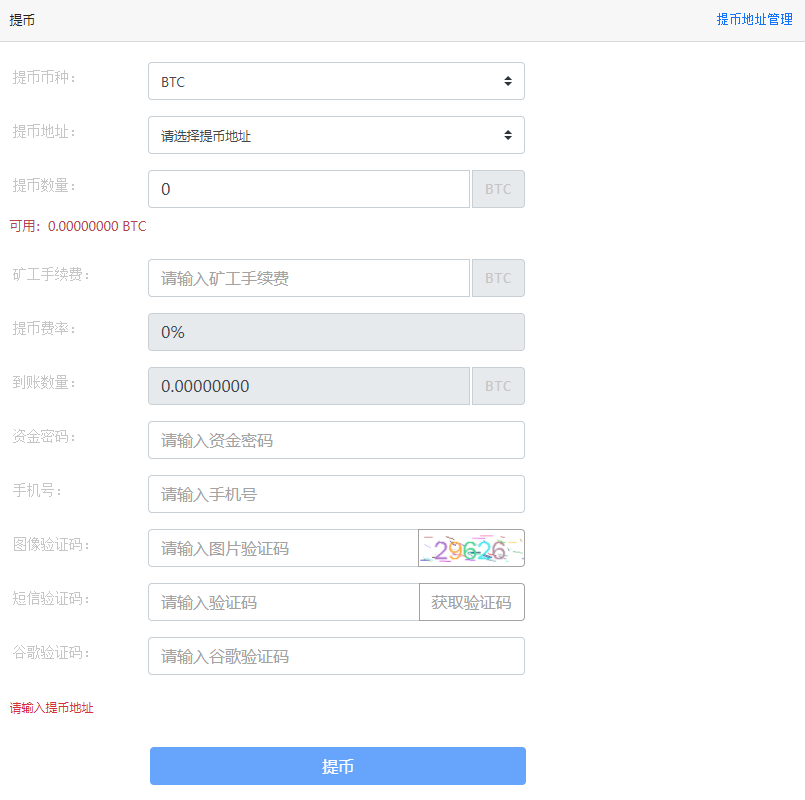 提币 提币地址管理
提币币种： BTC
提币地址： 请选择提币地址
提币数量： 0 BTC
可用：0.00000000 BTC
矿工手续费： 请输入矿工手续费 BTC
提币费率： 0%
到账数量： 0.00000000 BTC
资金密码： 请输入资金密码
手机号： 请输入手机号
图像验证码： 请输入图片验证码 29626
短信验证码： 请输入验证码 获取验证码
谷歌验证码： 请输入谷歌验证码
请输入提币地址
提币